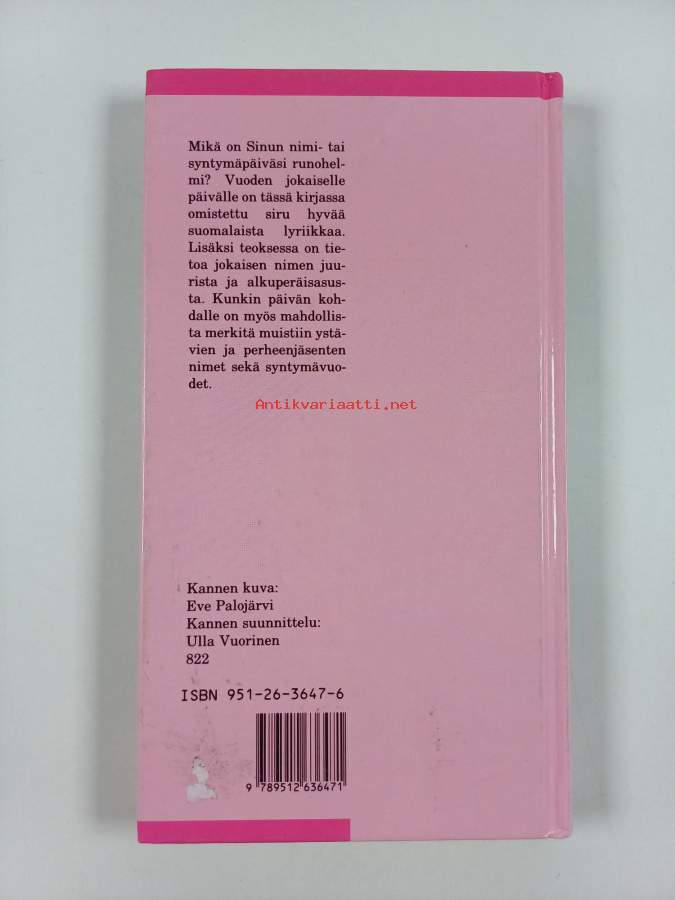 Mikä on Sinun nimi- tai
syntymäpäiväsi runohel-
mi? Vuoden jokaiselle
päivälle on tässä kirjassa
omistettu siru hyvää
suomalaista lyriikkaa.
Lisäksi teoksessa on tie-
toa jokaisen nimen juu-
rista ja alkuperäisasus-
ta. Kunkin päivän koh-
dalle on myös mahdollis-
ta merkitä muistiin ystä-
vien ja perheenjäsenten
nimet sekä syntymävuo-
det.
Antikvariaatti.net
Kannen kuva:
Eve Palojärvi
Kannen suunnittelu:
Ulla Vuorinen
822
ISBN 951-26-3647-6
9 789512 636471